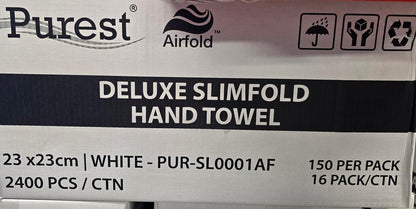 Purest®
Airfold™
DELUXE SLIMFOLD
HAND TOWEL
23 x23cm | WHITE - PUR-SL0001AF
2400 PCS / CTN
150 PER PACK
16 PACK/CTN